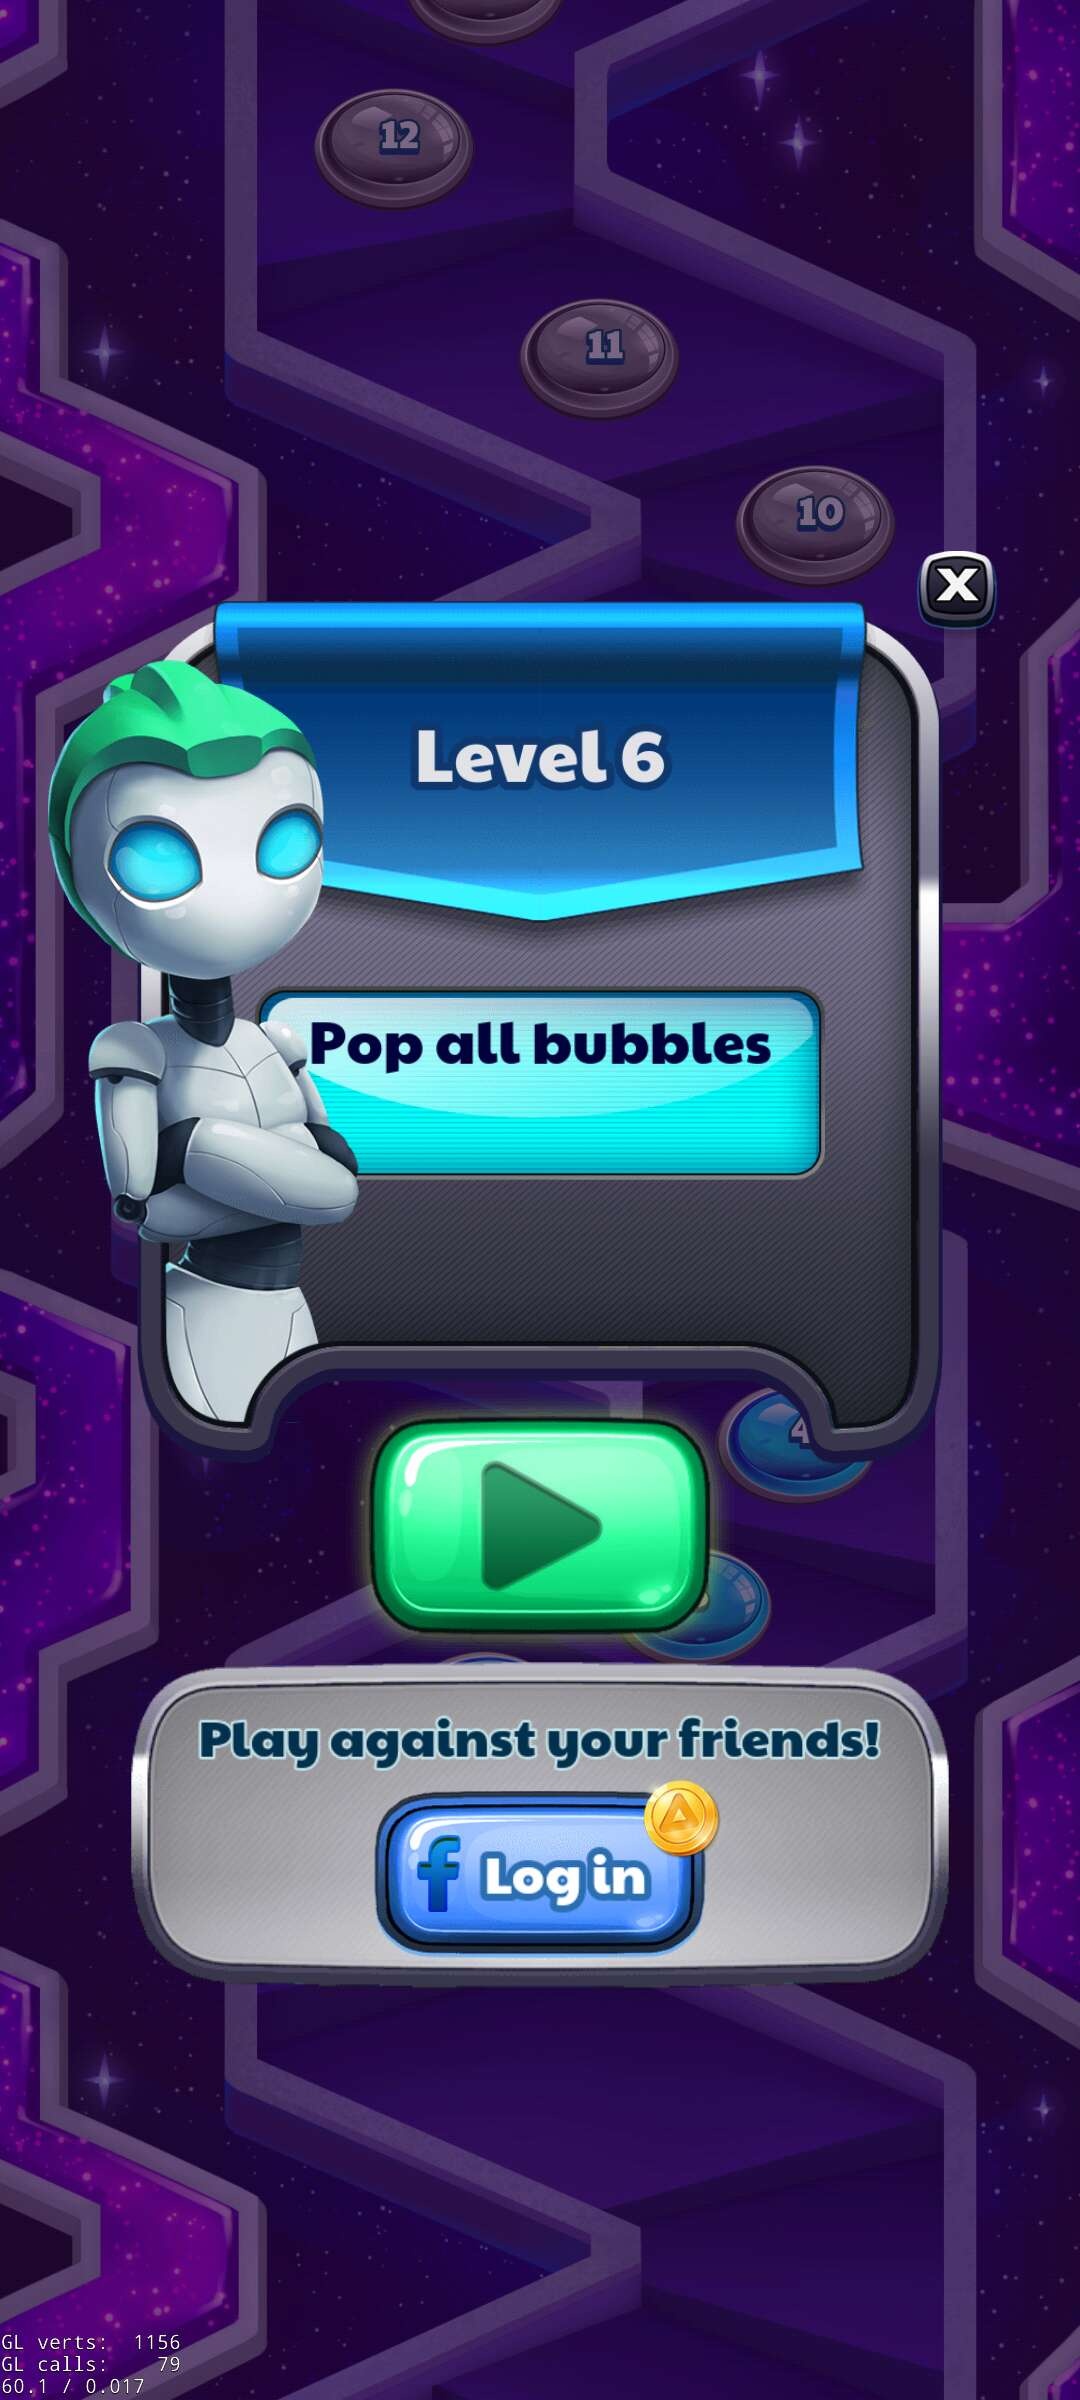 12
11
10
X
Level 6
Pop all bubbles
4
Play against your friends!
f Log in
GL verts: 1156
GL calls: 79
60.1 / 0.017